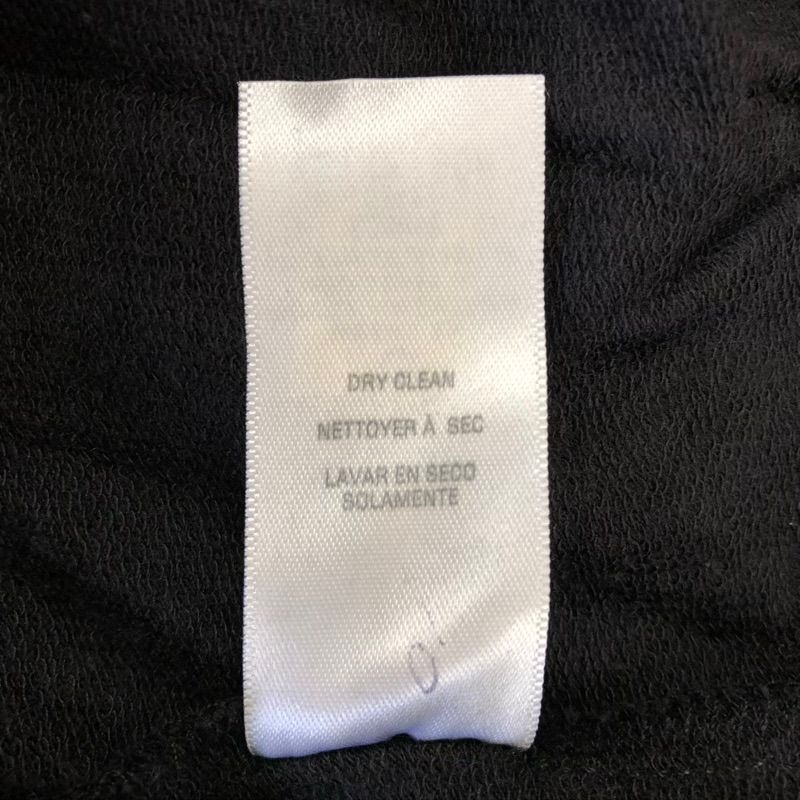 DRY CLEAN
NETTOYER À SEC
LAVAR EN SECO
SOLAMENTE